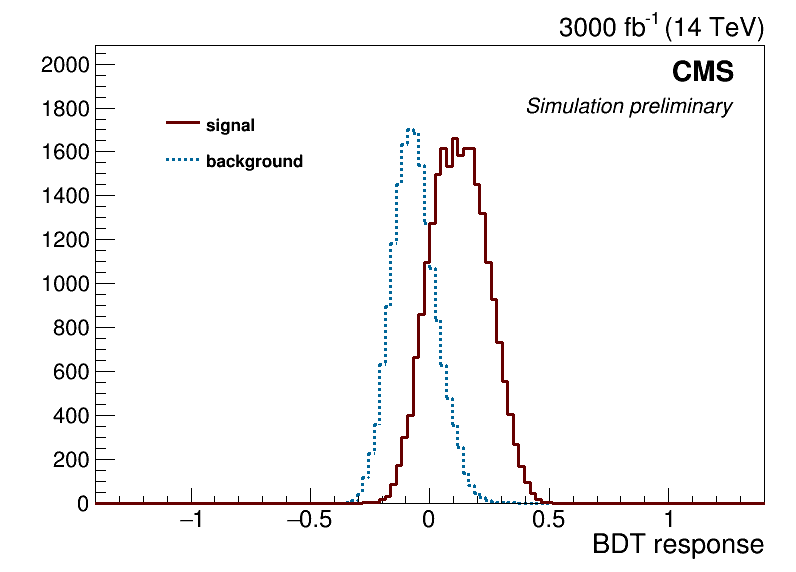 3000 fb-1 (14 TeV)
CMS
Simulation preliminary
signal
background
2000
1800
1600
1400
1200
1000
800
600
400
200
0
−1 −0.5 0 0.5 1
BDT response